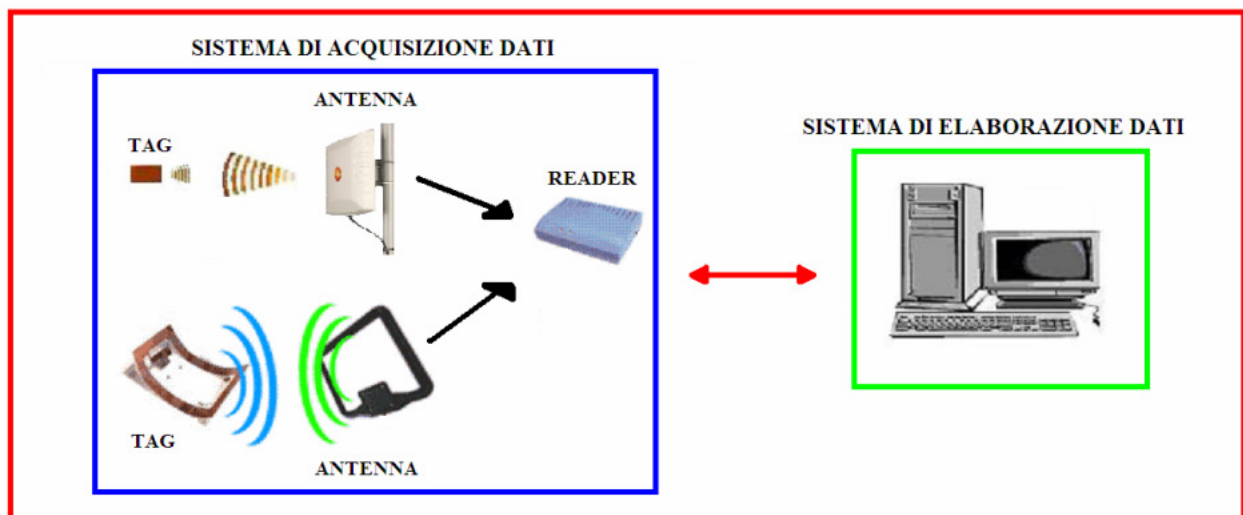 SISTEMA DI ACQUISIZIONE DATI
ANTENNA
TAG
READER
TAG
ANTENNA
SISTEMA DI ELABORAZIONE DATI